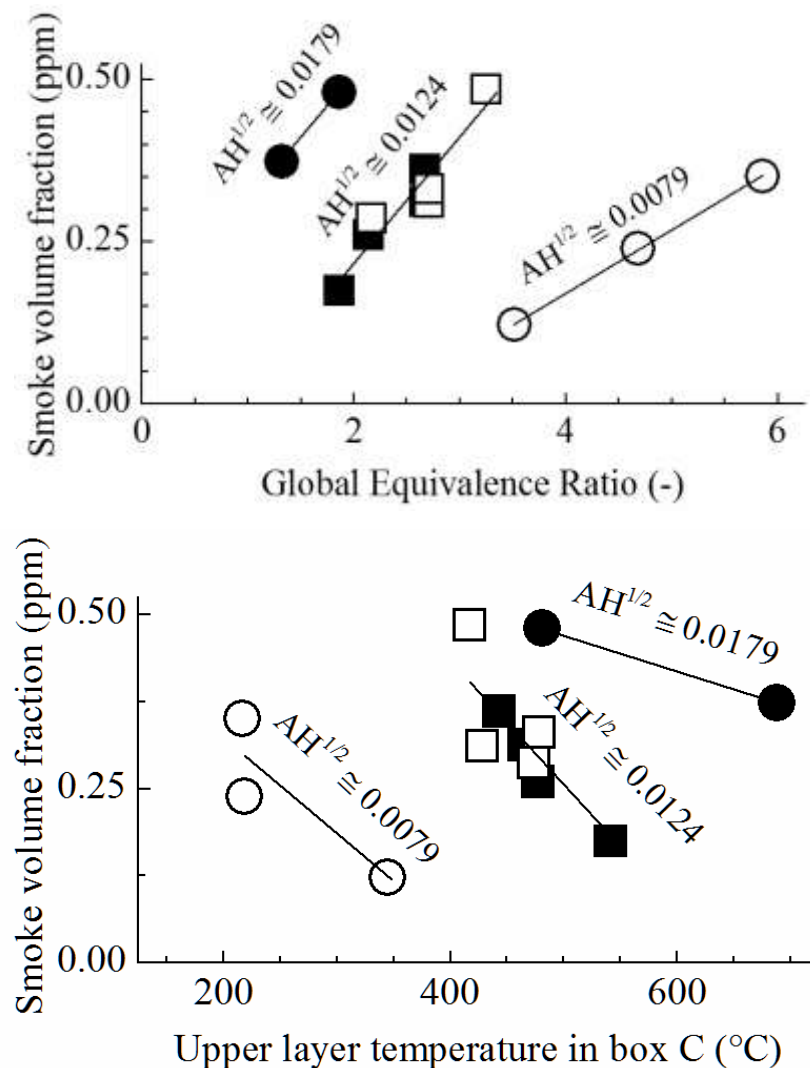 Smoke volume fraction (ppm)
0.50
0.25
0.00
AH^1/2 ≅ 0.0179
AH^1/2 ≅ 0.0124
AH^1/2 ≅ 0.0079
0 2 4 6
Global Equivalence Ratio (-)
Smoke volume fraction (ppm)
0.50
0.25
0.00
AH^1/2 ≅ 0.0179
AH^1/2 ≅ 0.0124
AH^1/2 ≅ 0.0079
200 400 600
Upper layer temperature in box C (°C)